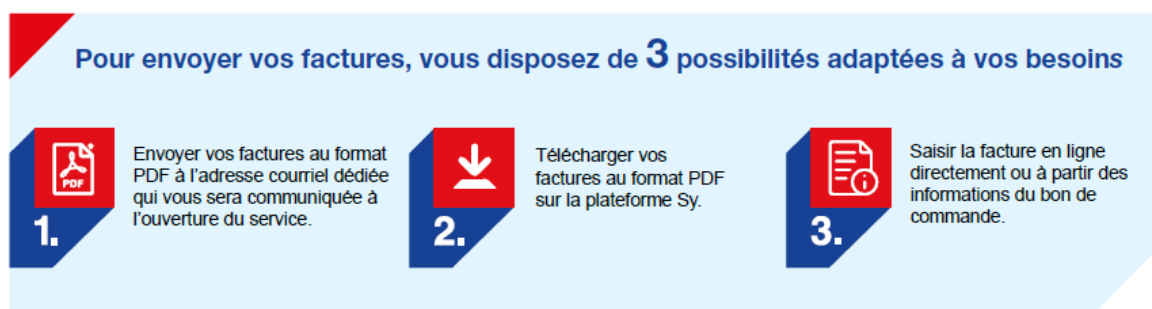 Pour envoyer vos factures, vous disposez de 3 possibilités adaptées à vos besoins
PDF
1.
Envoyer vos factures au format
PDF à l'adresse courriel dédiée
qui vous sera communiquée à
l'ouverture du service.
2.
Télécharger vos
factures au format PDF
sur la plateforme Sy.
3.
Saisir la facture en ligne
directement ou à partir des
informations du bon de
commande.